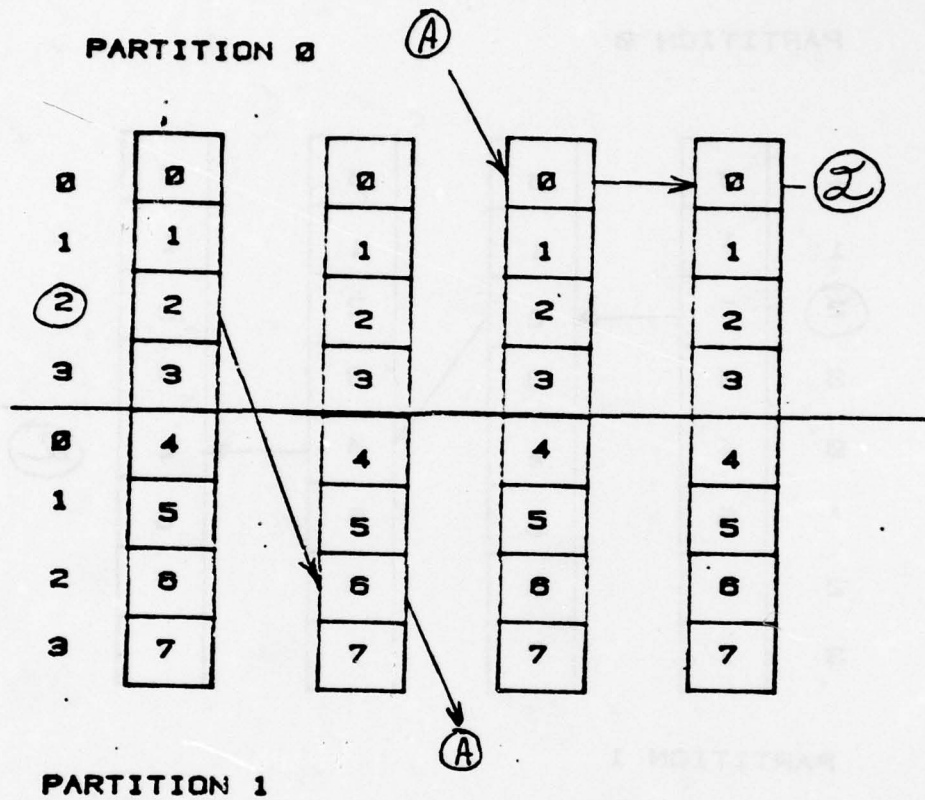 PARTITION 0 A
0 0 0 0 0
1 1 1 1 1
2 2 2 2 2
3 3 3 3 3
0 4 4 4 4
1 5 5 5 5
2 6 6 6 6
3 7 7 7 7
A
PARTITION 1